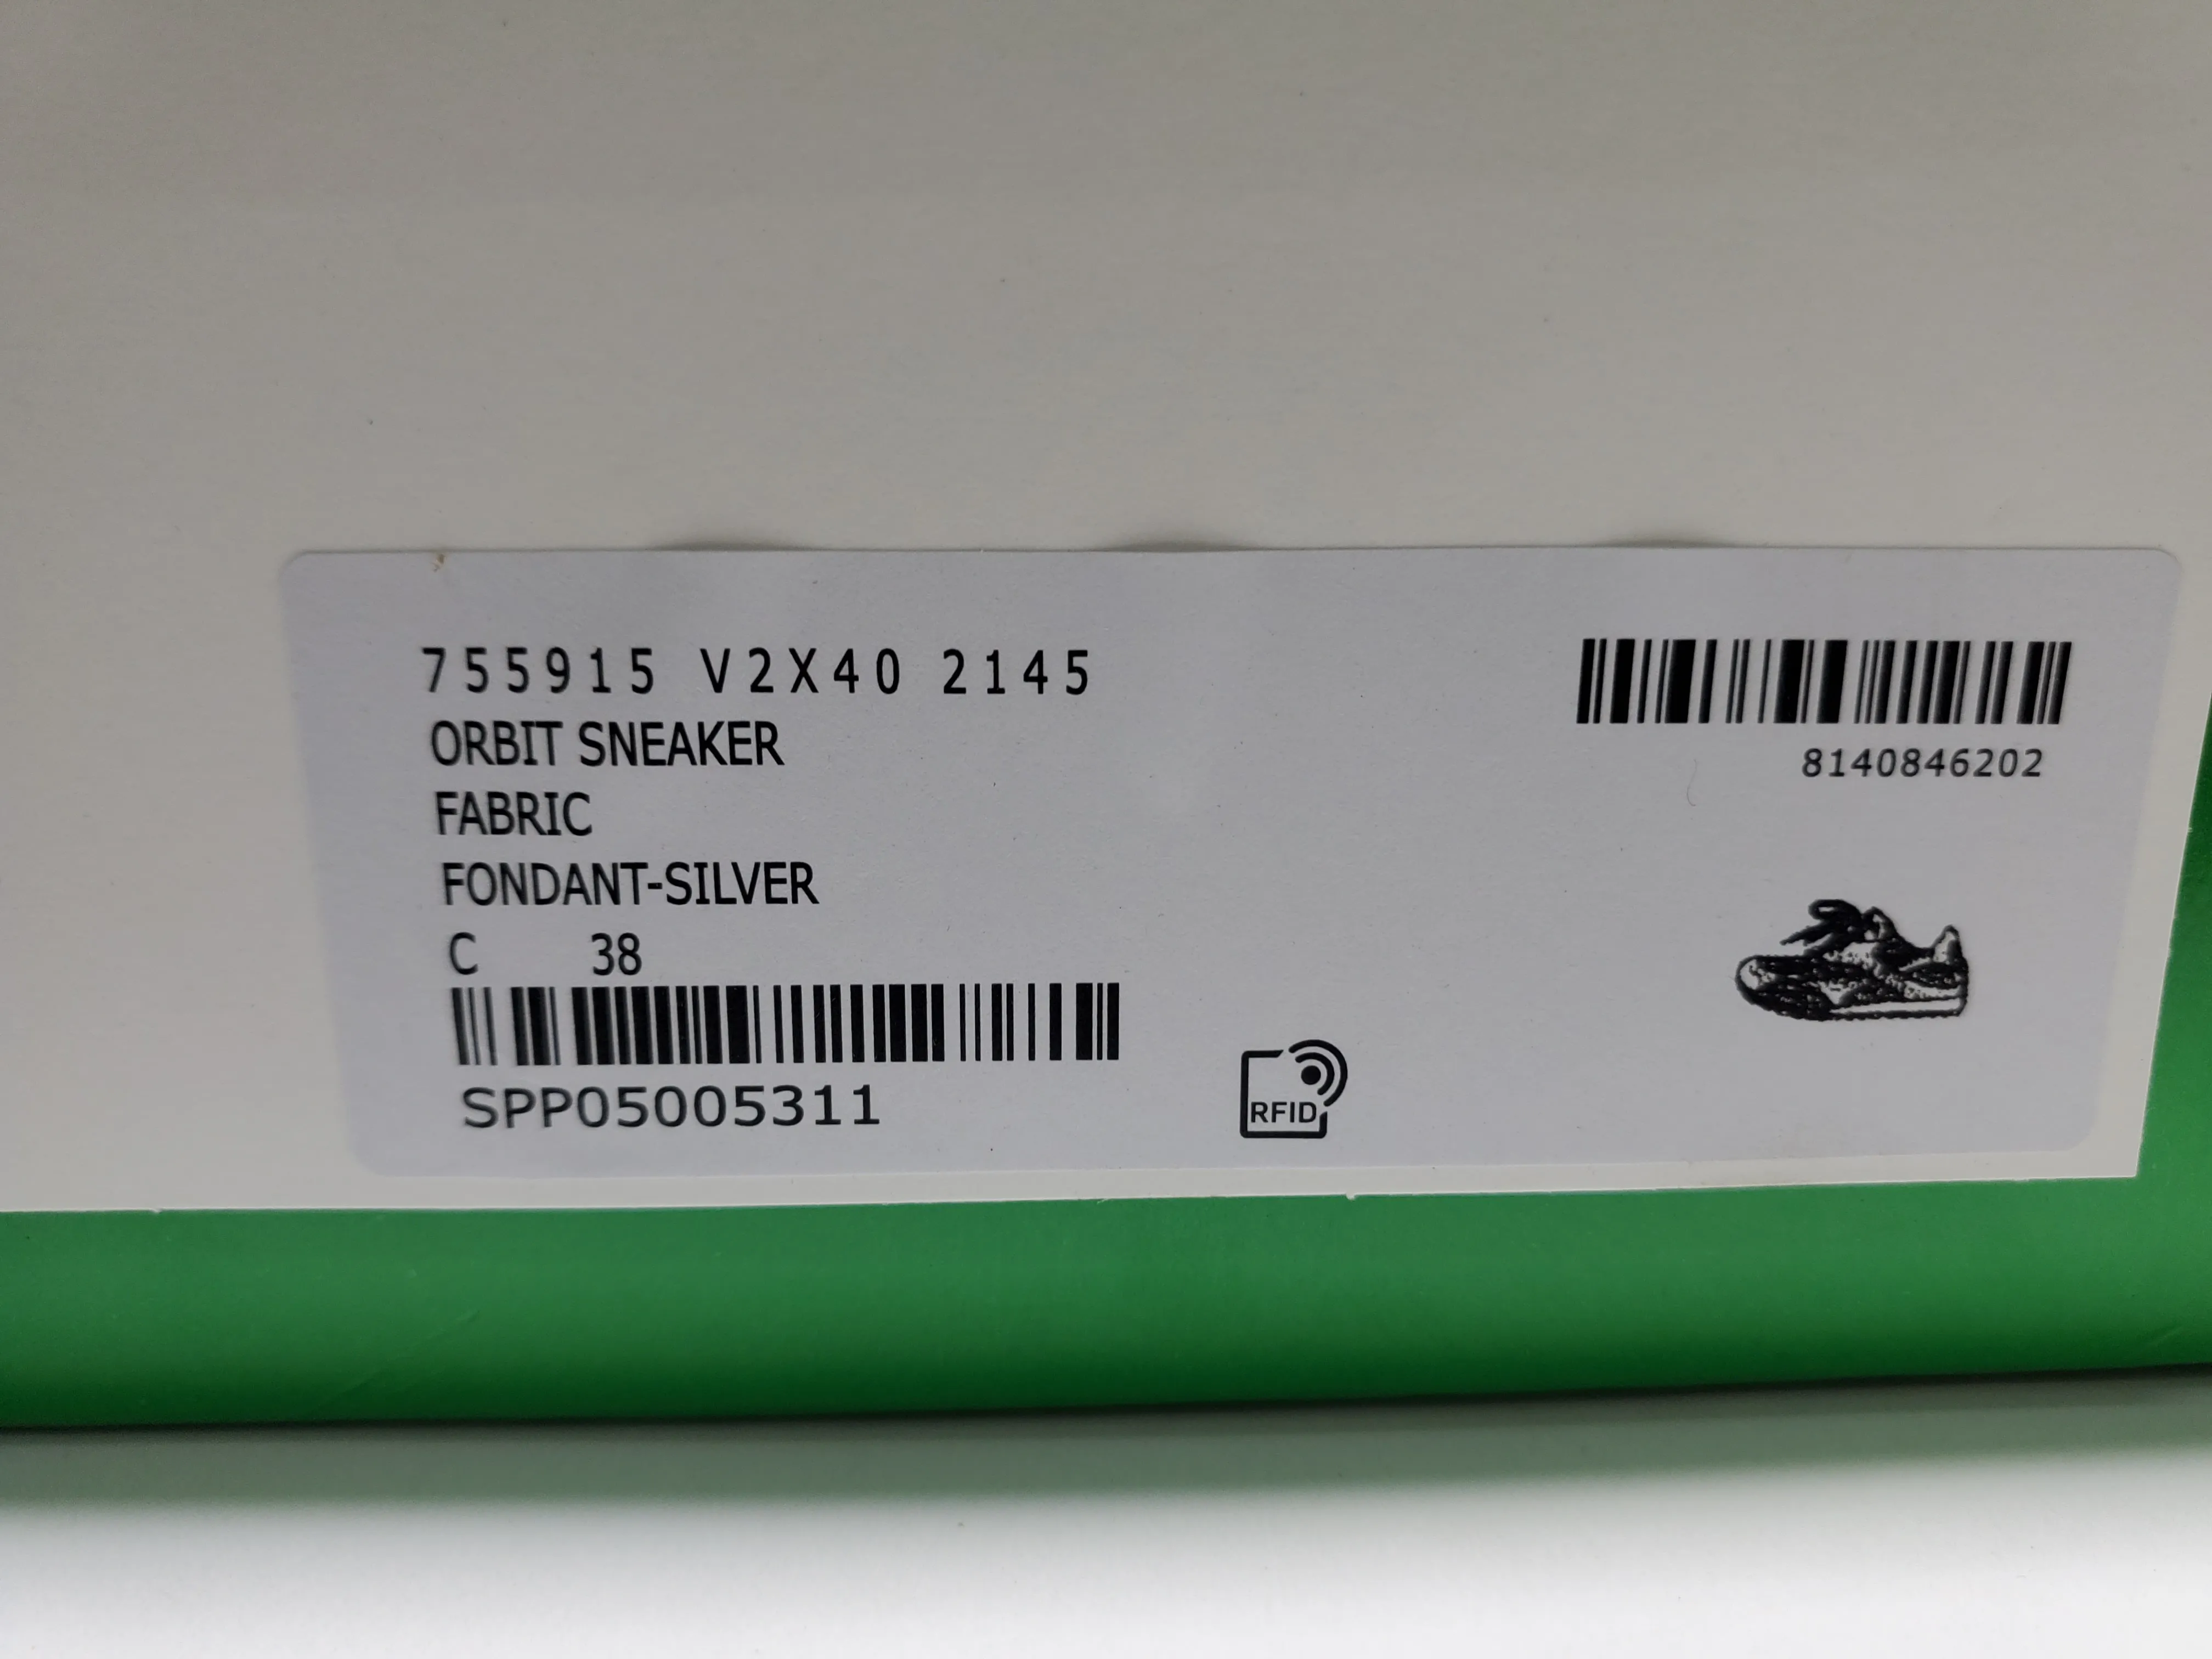 755915 V2X40 2145
ORBIT SNEAKER
FABRIC
FONDANT-SILVER
C 38
SPP05005311
8140846202
RFID